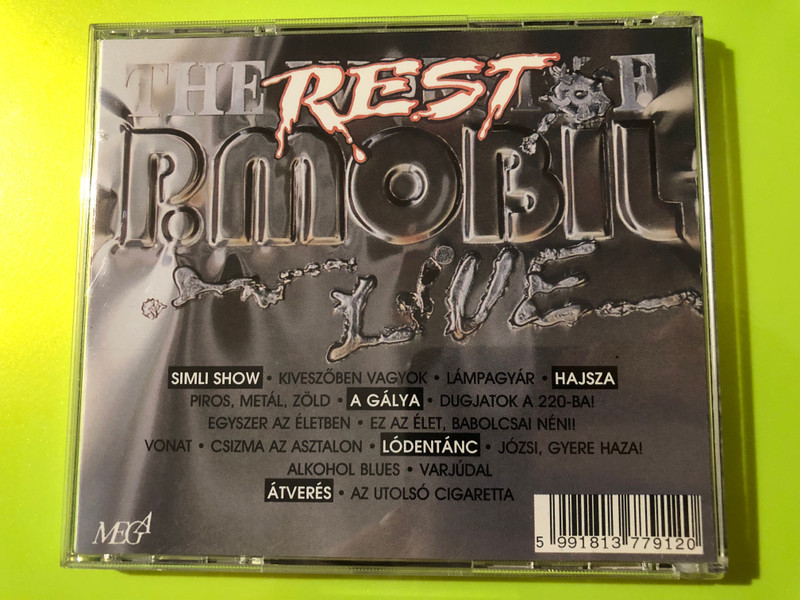 THE REST OF
P.MOBIL
LIVE
SIMLI SHOW • KIVESZŐBEN VAGYOK • LÁMPAGYÁR • HAJSZA
PIROS, METÁL, ZÖLD • A GÁLYA • DUGJATOK A 220-BA!
EGYSZER AZ ÉLETBEN • EZ AZ ÉLET, BABOLCSAI NÉNI!
VONAT • CSIZMA AZ ASZTALON • LÓDENTÁNC • JÓZSI, GYERE HAZA!
ALKOHOL BLUES • VARJÚDAL
ÁTVERÉS • AZ UTOLSÓ CIGARETTA
MEGA
5 991813 779120